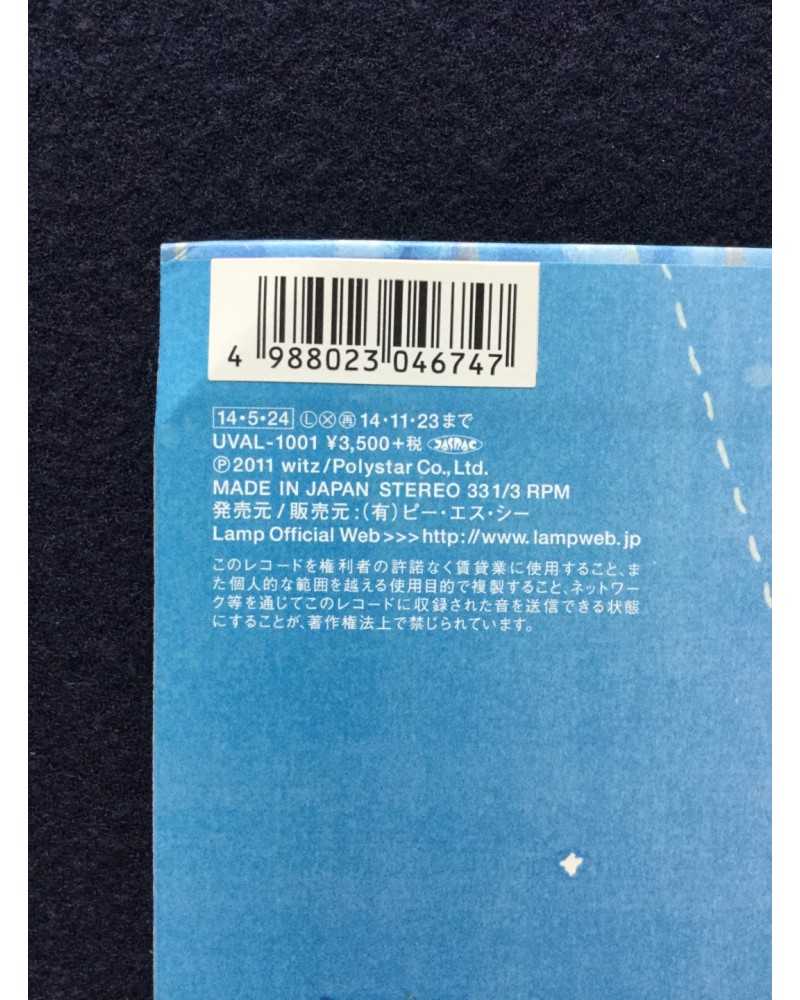 4 988023 046747
14・5・24 Ⓛ Ⓧ 再 14・11・23まで
UVAL-1001 ¥3,500+税 JASRAC
Ⓟ2011 witz/Polystar Co., Ltd.
MADE IN JAPAN STEREO 33 1/3 RPM
発売元/販売元:(有)ピー・エス・シー
Lamp Official Web>>>http://www.lampweb.jp
このレコードを権利者の許諾なく賃貸業に使用すること、ま
た個人的な範囲を越える使用目的で複製すること、ネットワー
ク等を通じてこのレコードに収録された音を送信できる状態
にすることが、著作権法上で禁じられています。